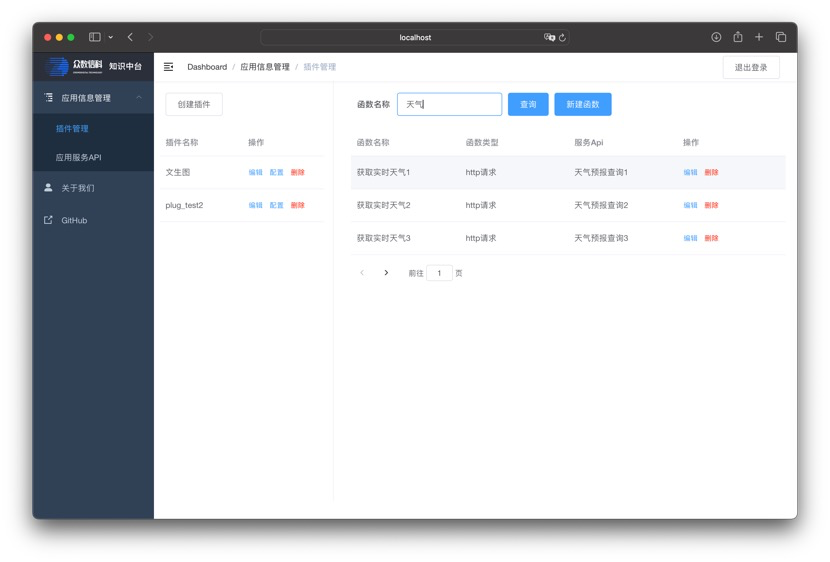 localhost
众数信科 知识中台
Dashboard / 应用信息管理 / 插件管理
退出登录
应用信息管理
插件管理
应用服务API
关于我们
GitHub
创建插件
插件名称 操作
文生图 编辑 配置 删除
plug_test2 编辑 配置 删除
函数名称 天气 查询 新建函数
函数名称 函数类型 服务Api 操作
获取实时天气1 http请求 天气预报查询1 编辑 删除
获取实时天气2 http请求 天气预报查询2 编辑 删除
获取实时天气3 http请求 天气预报查询3 编辑 删除
前往 1 页